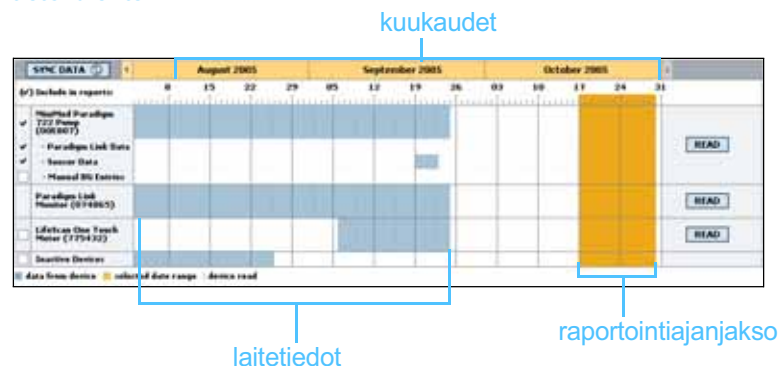 kuukaudet
SYNC DATA August 2005 September 2005 October 2005
(✓) Include in reports: 8 15 22 29 05 12 19 26 03 10 17 24 31
MiniMed Paradigm
722 Pump
- Paradigm Link Data
- Sensor Data
- Manual BG Entries
READ
Paradigm Link
Monitor (874865)
READ
LifeScan One Touch
Meter (775432)
READ
Inactive Devices
data from device selected date range device read
raportointiajanjakso
laitetiedot